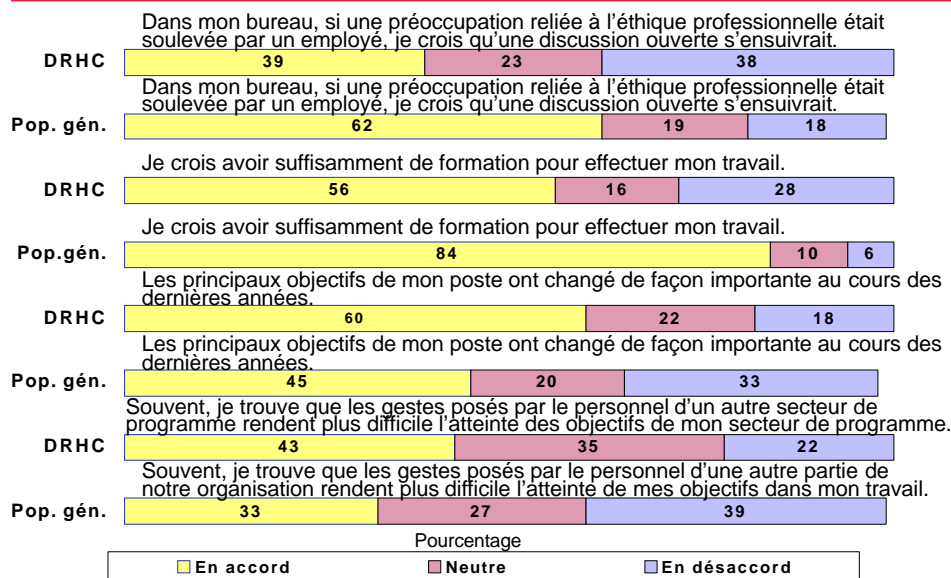 Dans mon bureau, si une préoccupation reliée à l'éthique professionnelle était
soulevée par un employé, je crois qu'une discussion ouverte s'ensuivrait.
DRHC 39 23 38
Dans mon bureau, si une préoccupation reliée à l'éthique professionnelle était
soulevée par un employé, je crois qu'une discussion ouverte s'ensuivrait.
Pop. gén. 62 19 18
Je crois avoir suffisamment de formation pour effectuer mon travail.
DRHC 56 16 28
Je crois avoir suffisamment de formation pour effectuer mon travail.
Pop.gén. 84 10 6
Les principaux objectifs de mon poste ont changé de façon importante au cours des
dernières années.
DRHC 60 22 18
Les principaux objectifs de mon poste ont changé de façon importante au cours des
dernières années.
Pop. gén. 45 20 33
Souvent, je trouve que les gestes posés par le personnel d'un autre secteur de
programme rendent plus difficile l'atteinte des objectifs de mon secteur de programme.
DRHC 43 35 22
Souvent, je trouve que les gestes posés par le personnel d'une autre partie de
notre organisation rendent plus difficile l'atteinte de mes objectifs dans mon travail.
Pop. gén. 33 27 39
Pourcentage
En accord Neutre En désaccord